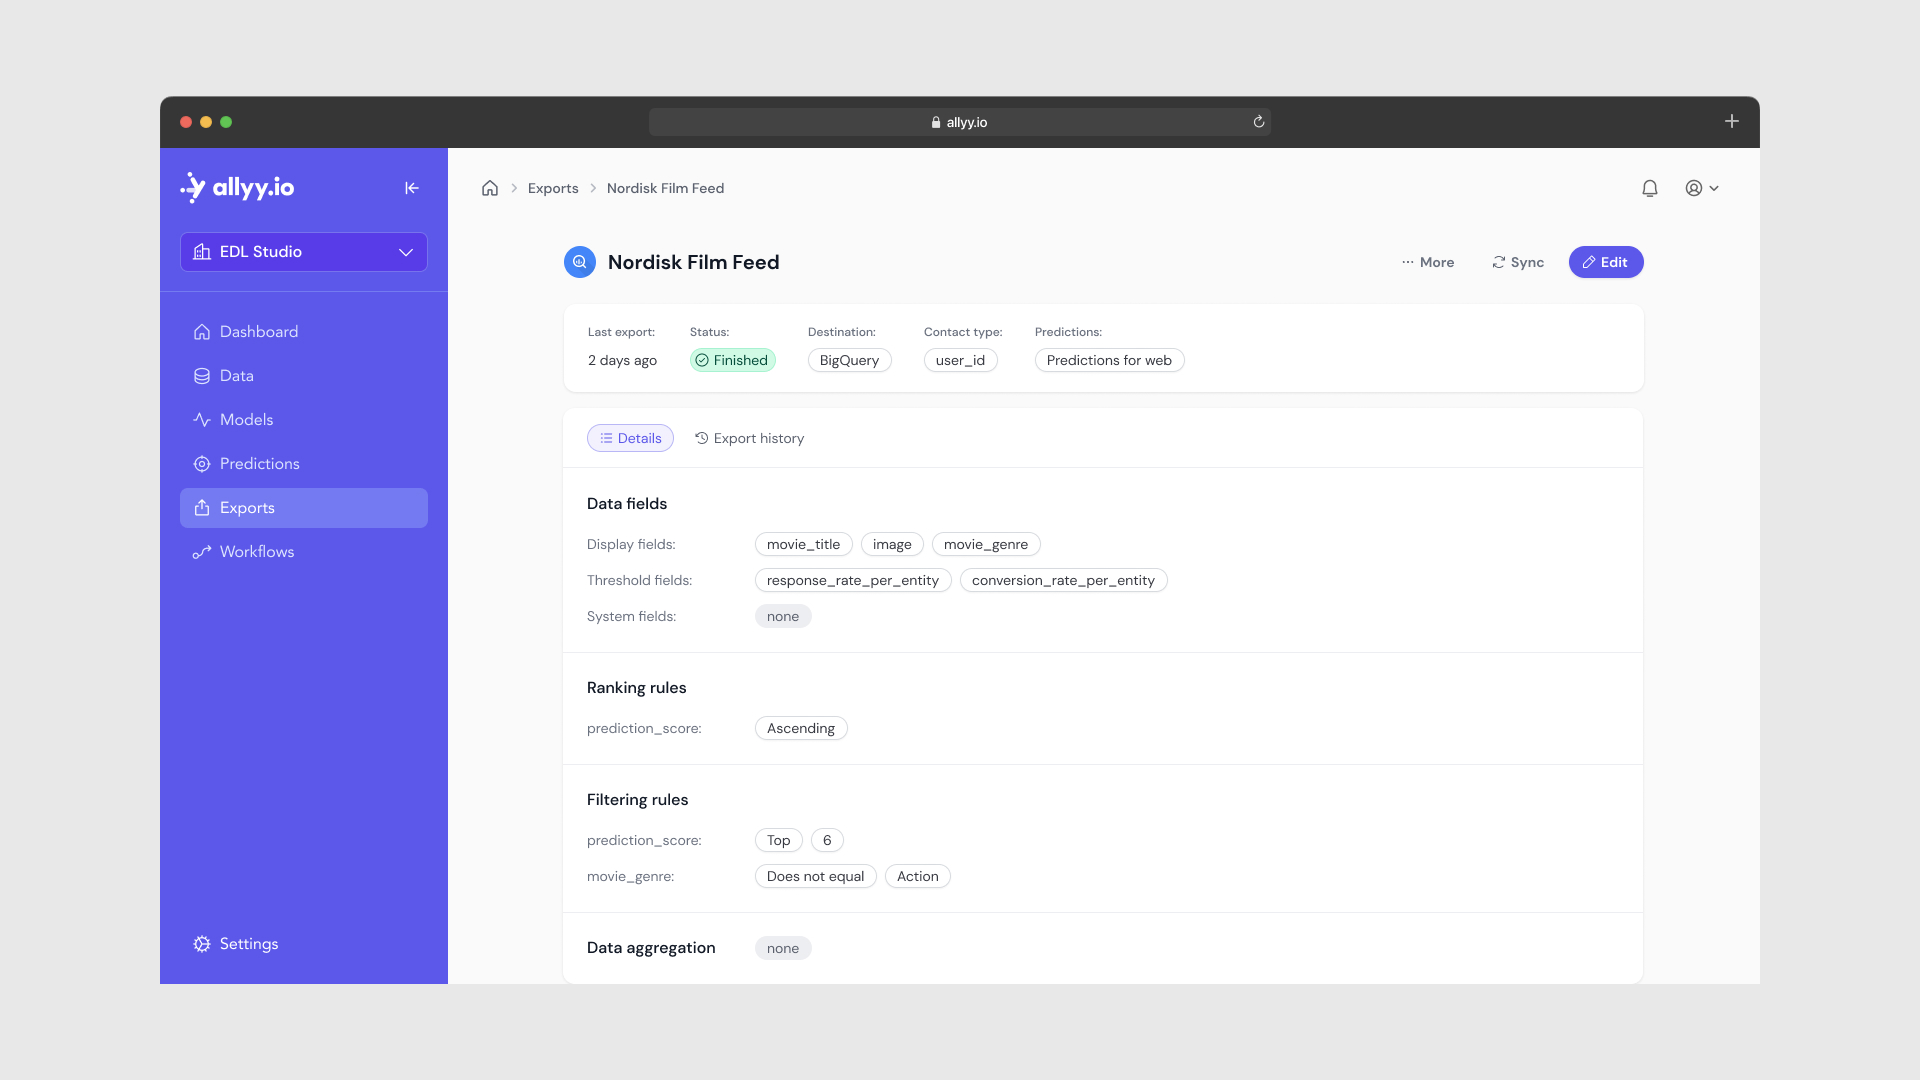 allyy.io
allyy.io
EDL Studio
Dashboard
Data
Models
Predictions
Exports
Workflows
Settings
Exports Nordisk Film Feed
Nordisk Film Feed
More Sync Edit
Last export: Status: Destination: Contact type: Predictions:
2 days ago Finished BigQuery user_id Predictions for web
Details Export history
Data fields
Display fields: movie_title image movie_genre
Threshold fields: response_rate_per_entity conversion_rate_per_entity
System fields: none
Ranking rules
prediction_score: Ascending
Filtering rules
prediction_score: Top 6
movie_genre: Does not equal Action
Data aggregation none